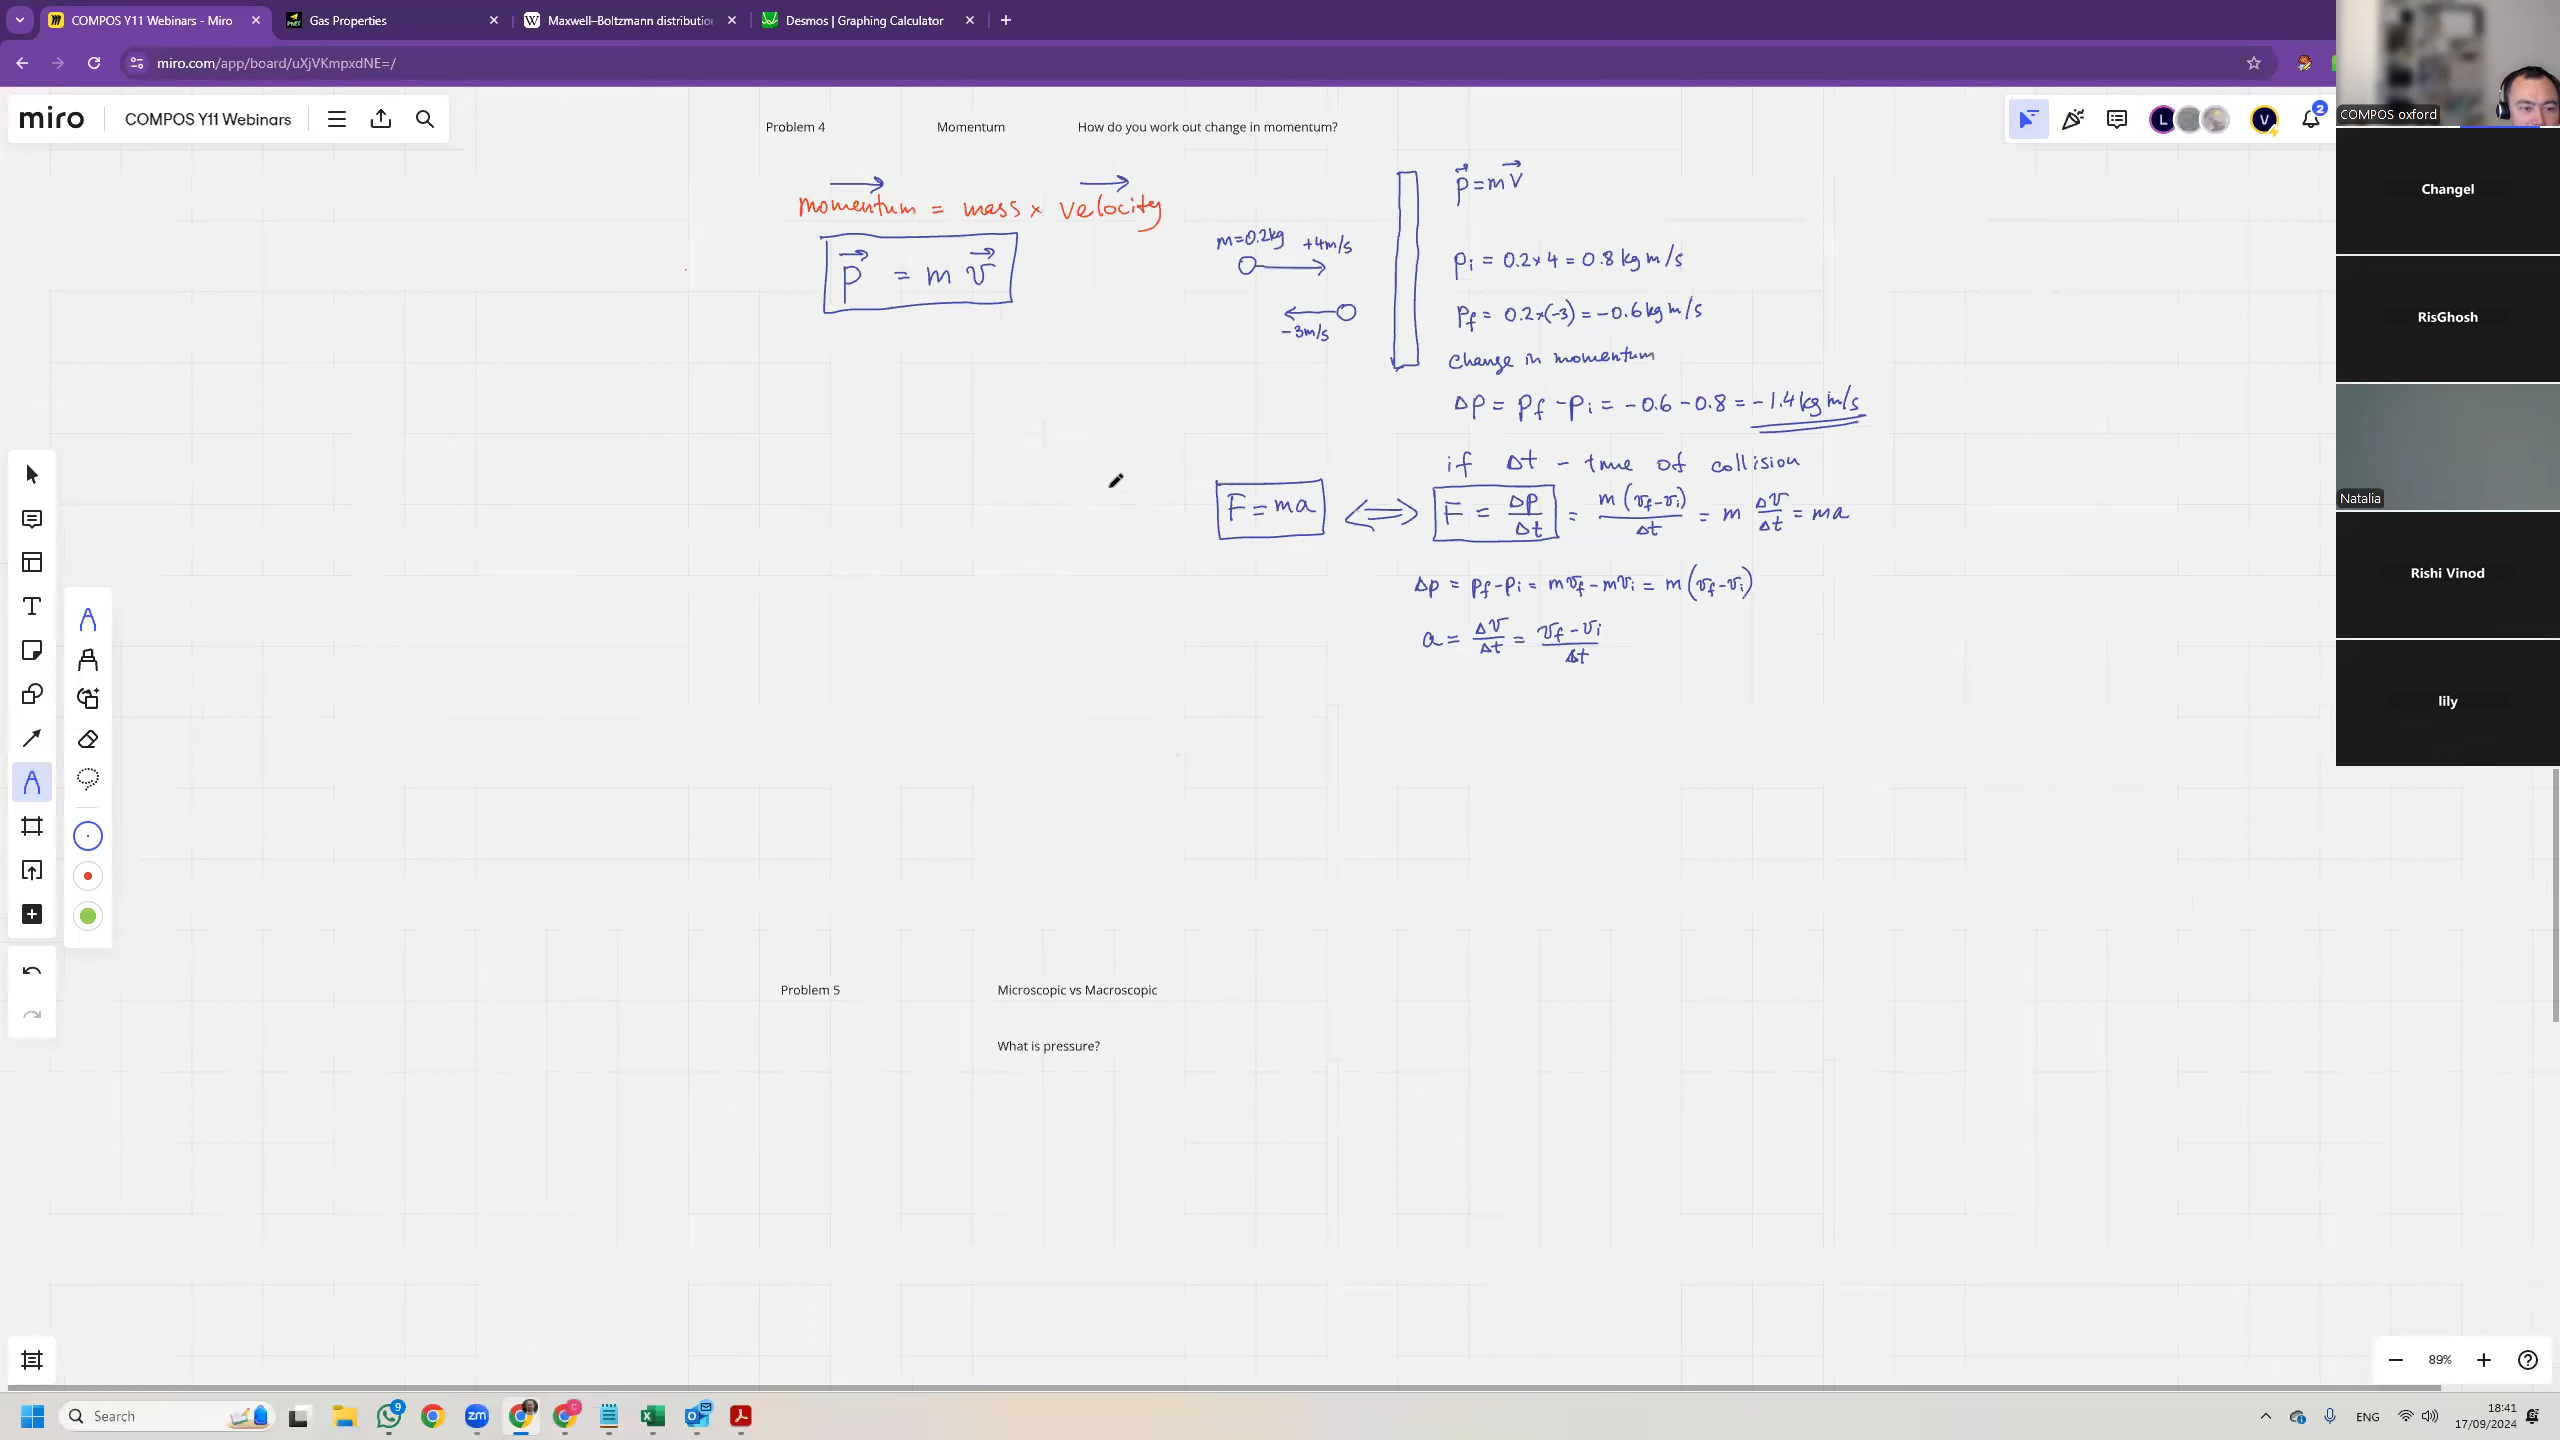 COMPOS Y11 Webinars - Miro
Gas Properties
Maxwell–Boltzmann distributio
Desmos | Graphing Calculator
miro.com/app/board/uXjVKmpxdNE=/
miro
COMPOS Y11 Webinars
L
V
2
COMPOS oxford
Changel
RisGhosh
Natalia
Rishi Vinod
lily
Problem 4 Momentum How do you work out change in momentum?
momentum = mass × velocity
p = m v
m=0.2kg +4m/s
-3m/s
p=mv
pi = 0.2×4 = 0.8 kg m/s
pf = 0.2×(-3) = -0.6 kg m/s
Change in momentum
Δp = pf - pi = -0.6 - 0.8 = -1.4 kg m/s
if Δt - time of collision
F = ma ⟺ F = Δp/Δt = m(vf-vi)/Δt = m Δv/Δt = ma
Δp = pf-pi = mvf-mvi = m(vf-vi)
a = Δv/Δt = vf-vi/Δt
Problem 5 Microscopic vs Macroscopic
What is pressure?
89%
Search
9
zm
ENG
18:41
17/09/2024